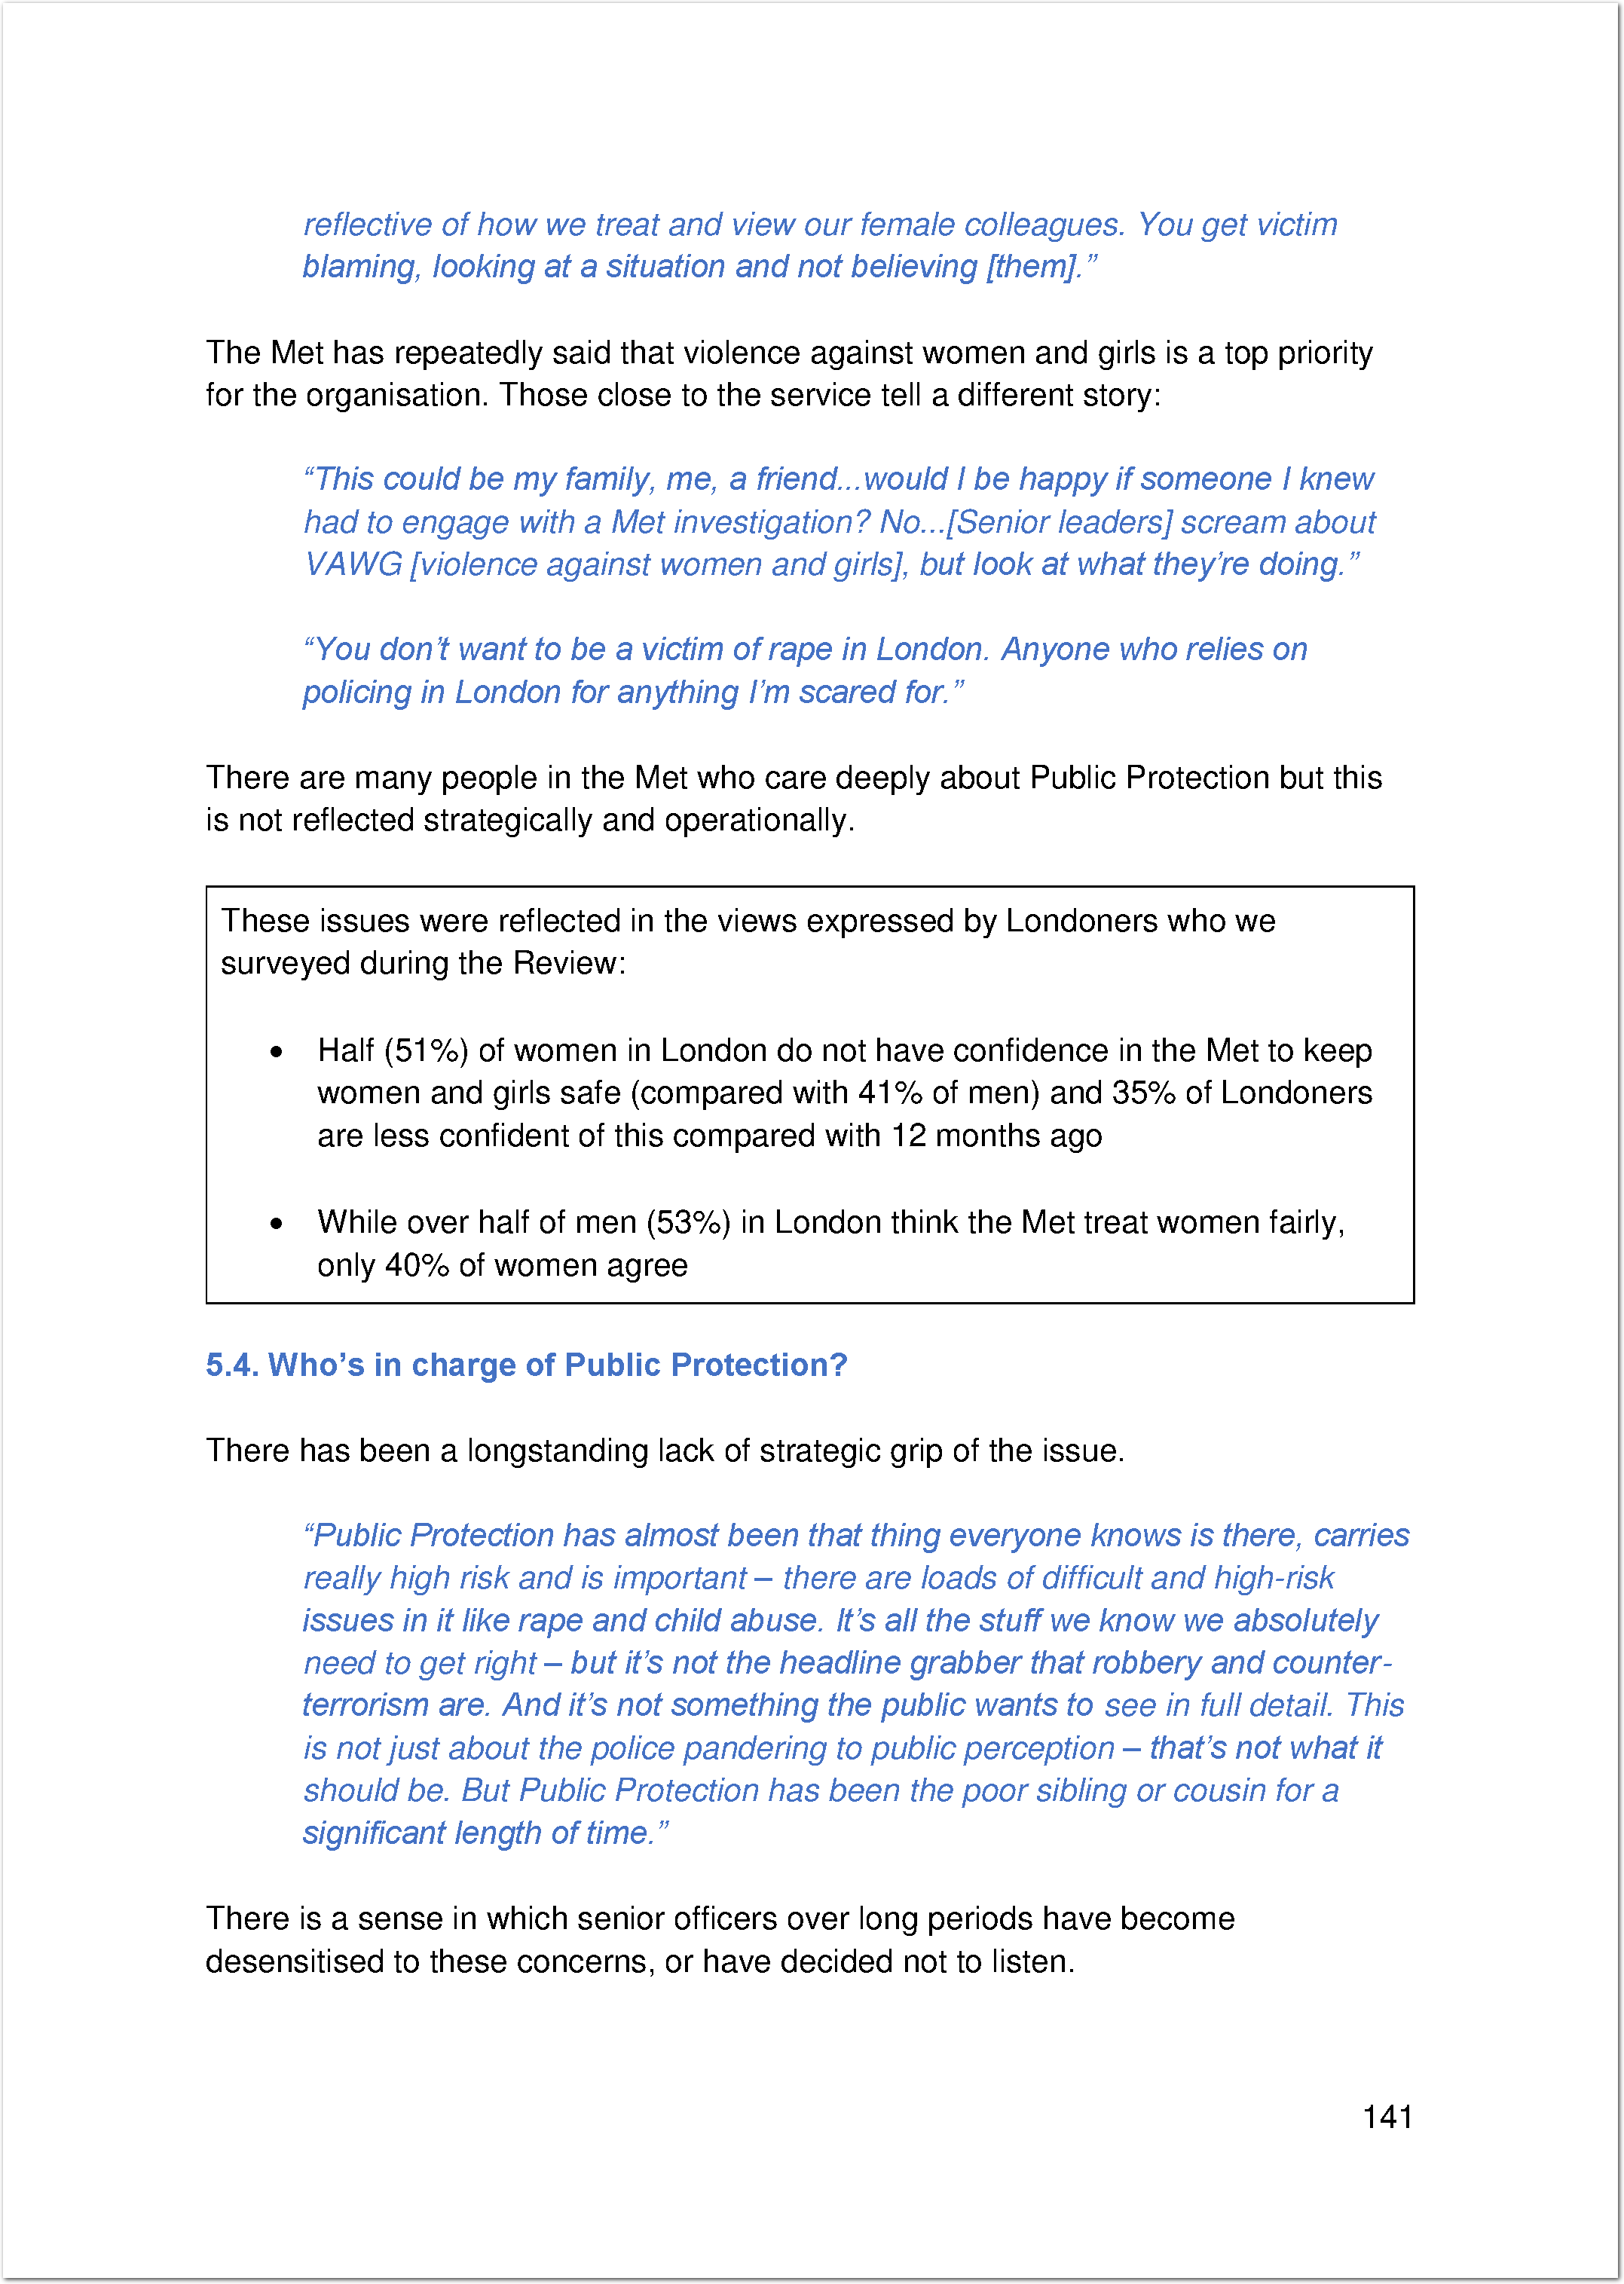 reflective of how we treat and view our female colleagues. You get victim
blaming, looking at a situation and not believing [them].”
The Met has repeatedly said that violence against women and girls is a top priority
for the organisation. Those close to the service tell a different story:
“This could be my family, me, a friend...would I be happy if someone I knew
had to engage with a Met investigation? No...[Senior leaders] scream about
VAWG [violence against women and girls], but look at what they’re doing.”
“You don’t want to be a victim of rape in London. Anyone who relies on
policing in London for anything I’m scared for.”
There are many people in the Met who care deeply about Public Protection but this
is not reflected strategically and operationally.
These issues were reflected in the views expressed by Londoners who we
surveyed during the Review:
• Half (51%) of women in London do not have confidence in the Met to keep
women and girls safe (compared with 41% of men) and 35% of Londoners
are less confident of this compared with 12 months ago
• While over half of men (53%) in London think the Met treat women fairly,
only 40% of women agree
5.4. Who’s in charge of Public Protection?
There has been a longstanding lack of strategic grip of the issue.
“Public Protection has almost been that thing everyone knows is there, carries
really high risk and is important – there are loads of difficult and high-risk
issues in it like rape and child abuse. It’s all the stuff we know we absolutely
need to get right – but it’s not the headline grabber that robbery and counter-
terrorism are. And it’s not something the public wants to see in full detail. This
is not just about the police pandering to public perception – that’s not what it
should be. But Public Protection has been the poor sibling or cousin for a
significant length of time.”
There is a sense in which senior officers over long periods have become
desensitised to these concerns, or have decided not to listen.
141